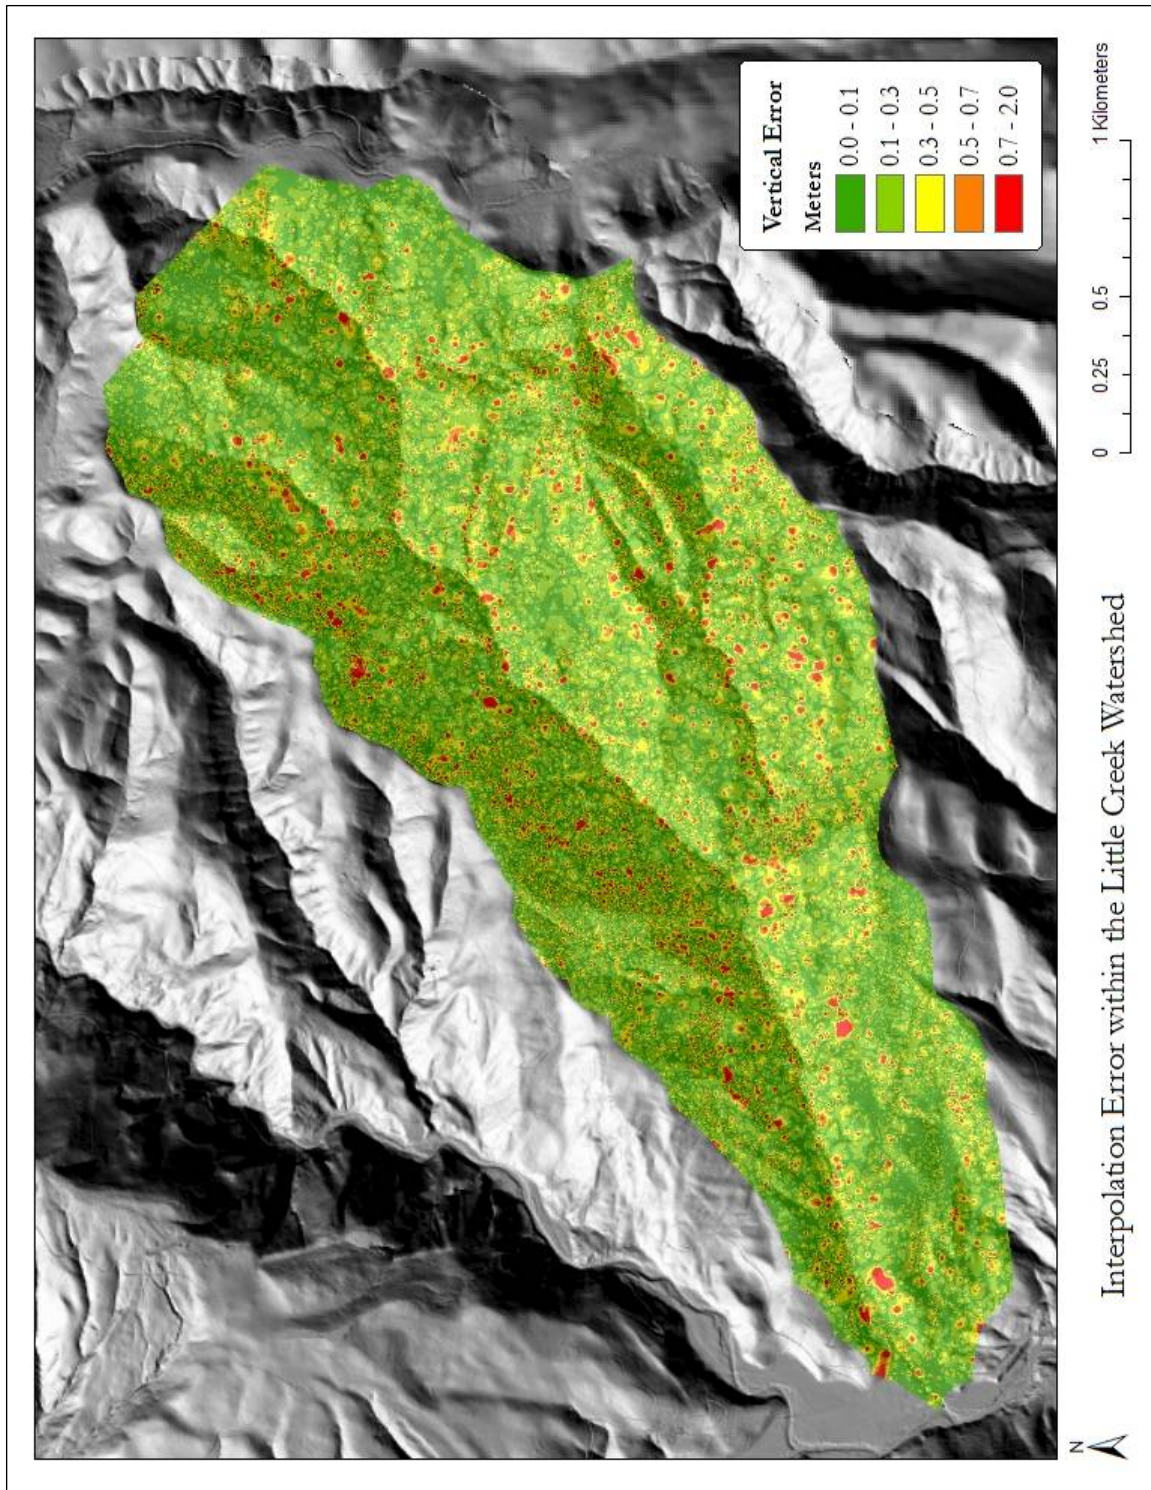 Vertical Error
Meters
0.0 - 0.1
0.1 - 0.3
0.3 - 0.5
0.5 - 0.7
0.7 - 2.0
N
Interpolation Error within the Little Creek Watershed
0 0.25 0.5 1 Kilometers